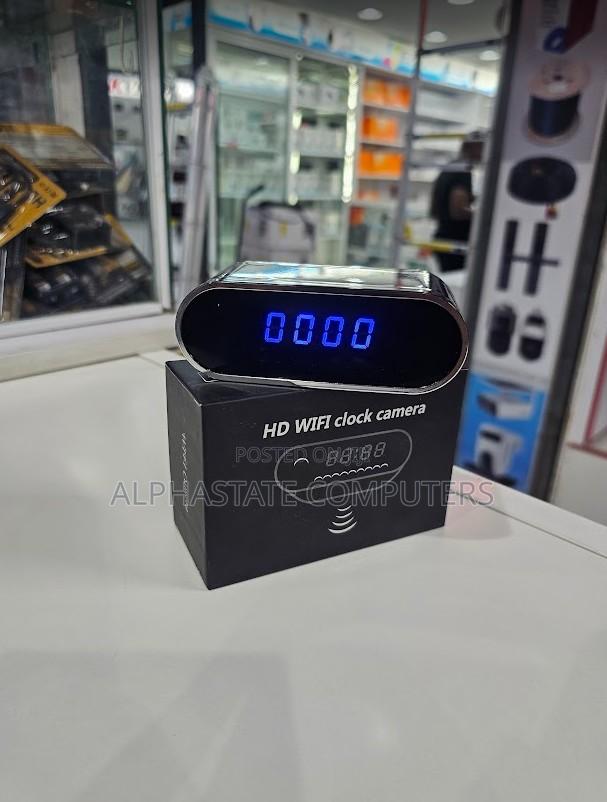 0000
HD WIFI clock camera
88:88
POSTED ON
ALPHASTATE COMPUTERS